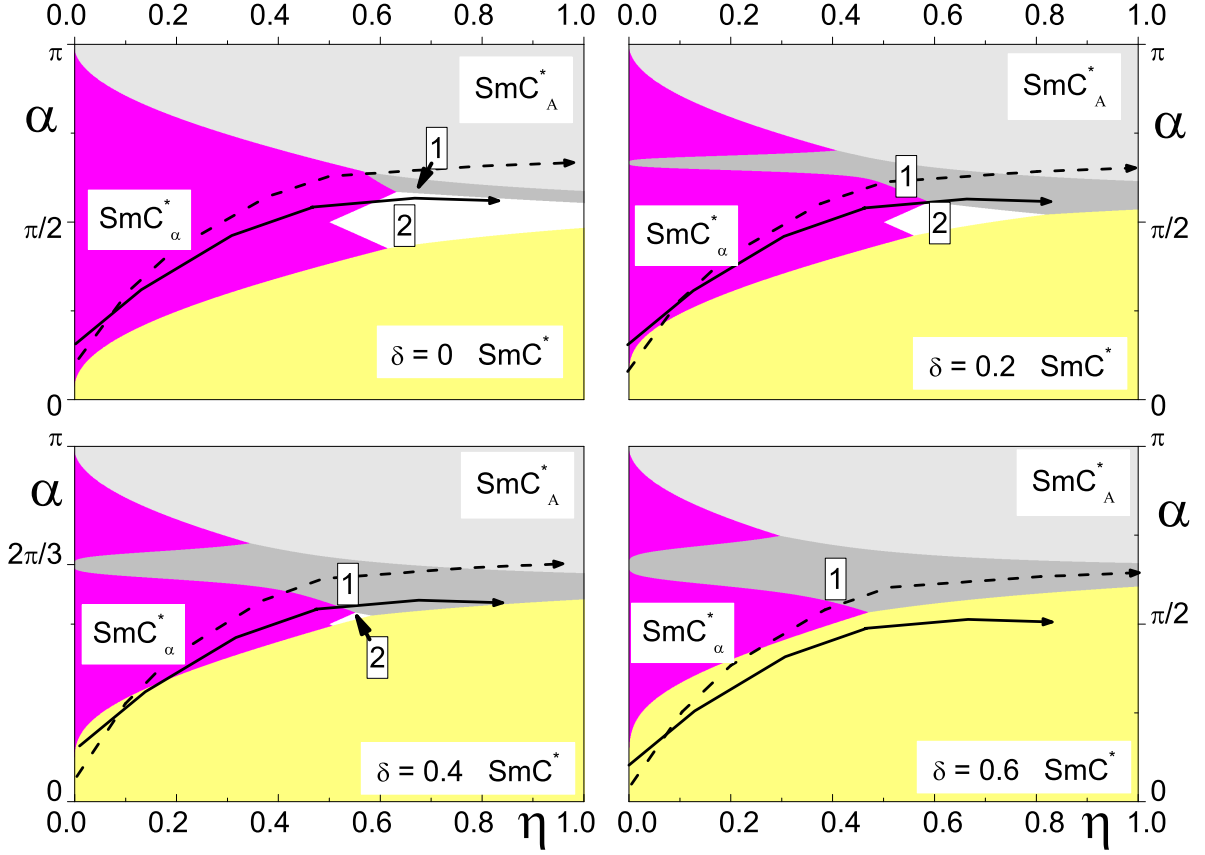 0.0 0.2 0.4 0.6 0.8 1.0 0.0 0.2 0.4 0.6 0.8 1.0
π π
SmC*A SmC*A
α α
1 1
SmC*α SmC*α
π/2 2 2 π/2
δ = 0 SmC* δ = 0.2 SmC*
0 0
π π
SmC*A SmC*A
α α
2π/3 1 1
SmC*α SmC*α π/2
2
δ = 0.4 SmC* δ = 0.6 SmC*
0 0
0.0 0.2 0.4 0.6 0.8 η 1.0 0.0 0.2 0.4 0.6 0.8 η 1.0